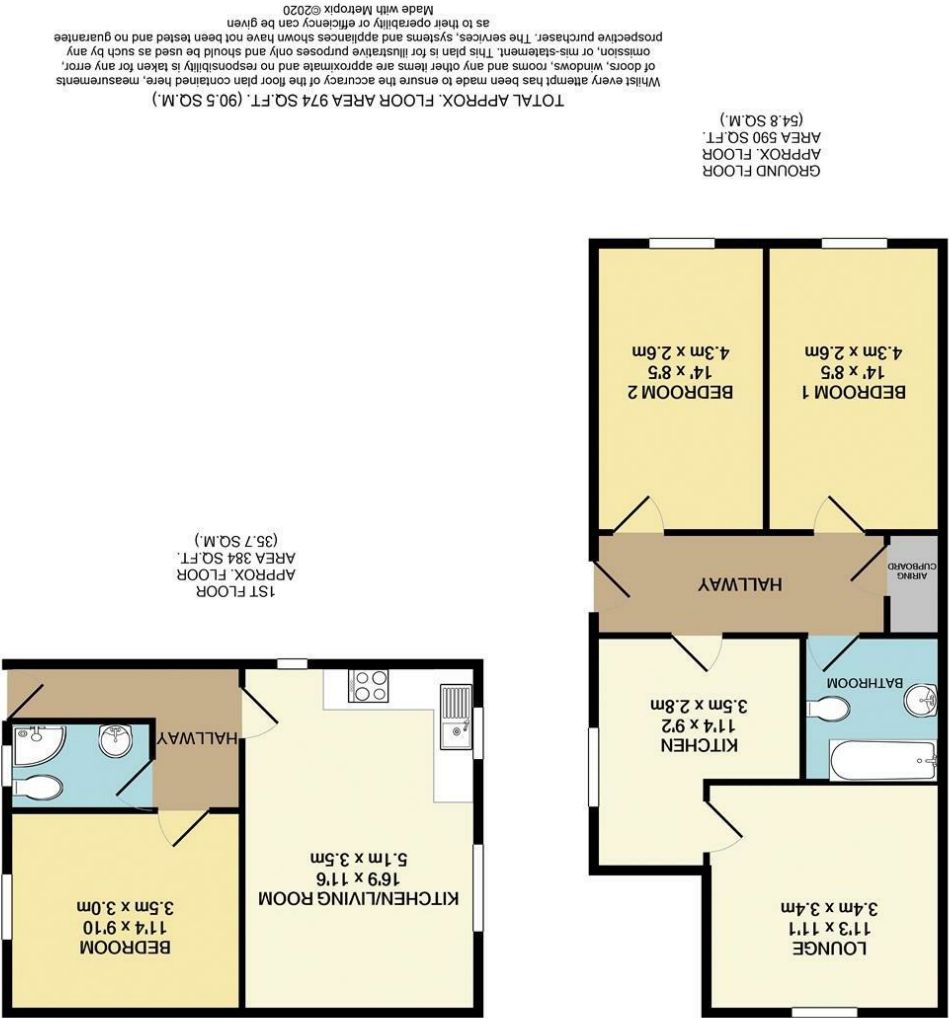 LOUNGE
11'3 x 11'1
3.4m x 3.4m
KITCHEN
11'4 x 9'2
3.5m x 2.8m
BATHROOM
HALLWAY
AIRING
CUPBOARD
BEDROOM 1
14' x 8'5
4.3m x 2.6m
BEDROOM 2
14' x 8'5
4.3m x 2.6m
GROUND FLOOR
APPROX. FLOOR
AREA 590 SQ.FT.
(54.8 SQ.M.)
BEDROOM
11'4 x 9'10
3.5m x 3.0m
KITCHEN/LIVING ROOM
16'9 x 11'6
5.1m x 3.5m
HALLWAY
1ST FLOOR
APPROX. FLOOR
AREA 384 SQ.FT.
(35.7 SQ.M.)
TOTAL APPROX. FLOOR AREA 974 SQ.FT. (90.5 SQ.M.)
Whilst every attempt has been made to ensure the accuracy of the floor plan contained here, measurements
of doors, windows, rooms and any other items are approximate and no responsibility is taken for any error,
omission, or mis-statement. This plan is for illustrative purposes only and should be used as such by any
prospective purchaser. The services, systems and appliances shown have not been tested and no guarantee
as to their operability or efficiency can be given
Made with Metropix ©2020